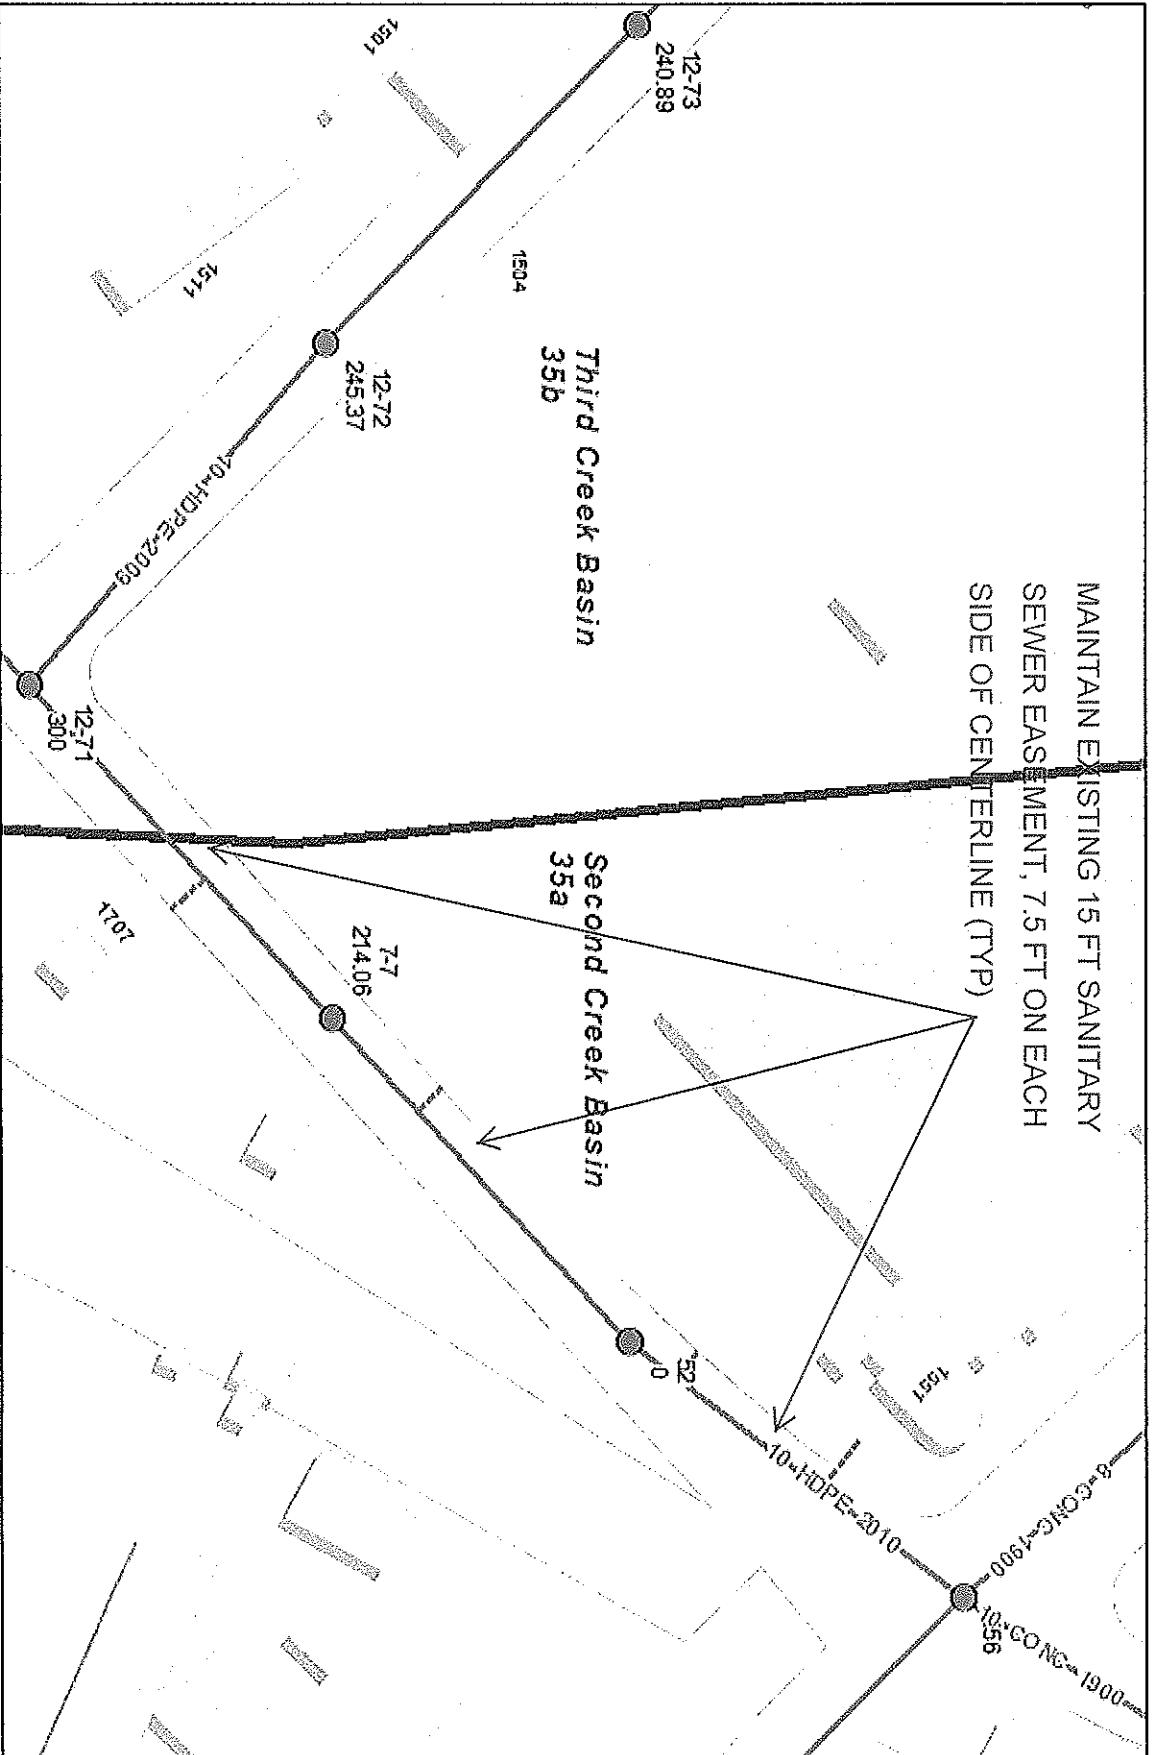 MAINTAIN EXISTING 15 FT SANITARY
SEWER EASEMENT, 7.5 FT ON EACH
SIDE OF CENTERLINE (TYP)
12-73
240.89
1501
1504
1511
Third Creek Basin
35b
12-72
245.37
10-HDPE-2009
12-71
300
Second Creek Basin
35a
1707
7-7
214.06
52
0
1551
10-HDPE-2010
8-CONC-1900
10-CONC-1900
56